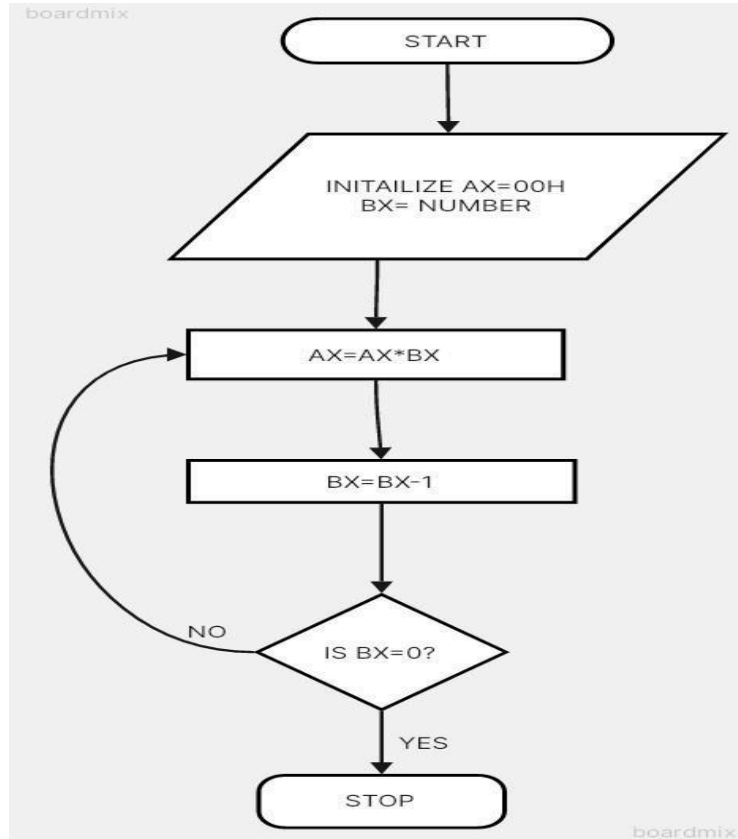 boardmix
START
INITAILIZE AX=00H
BX= NUMBER
AX=AX*BX
BX=BX-1
IS BX=0?
NO
YES
STOP
boardmix